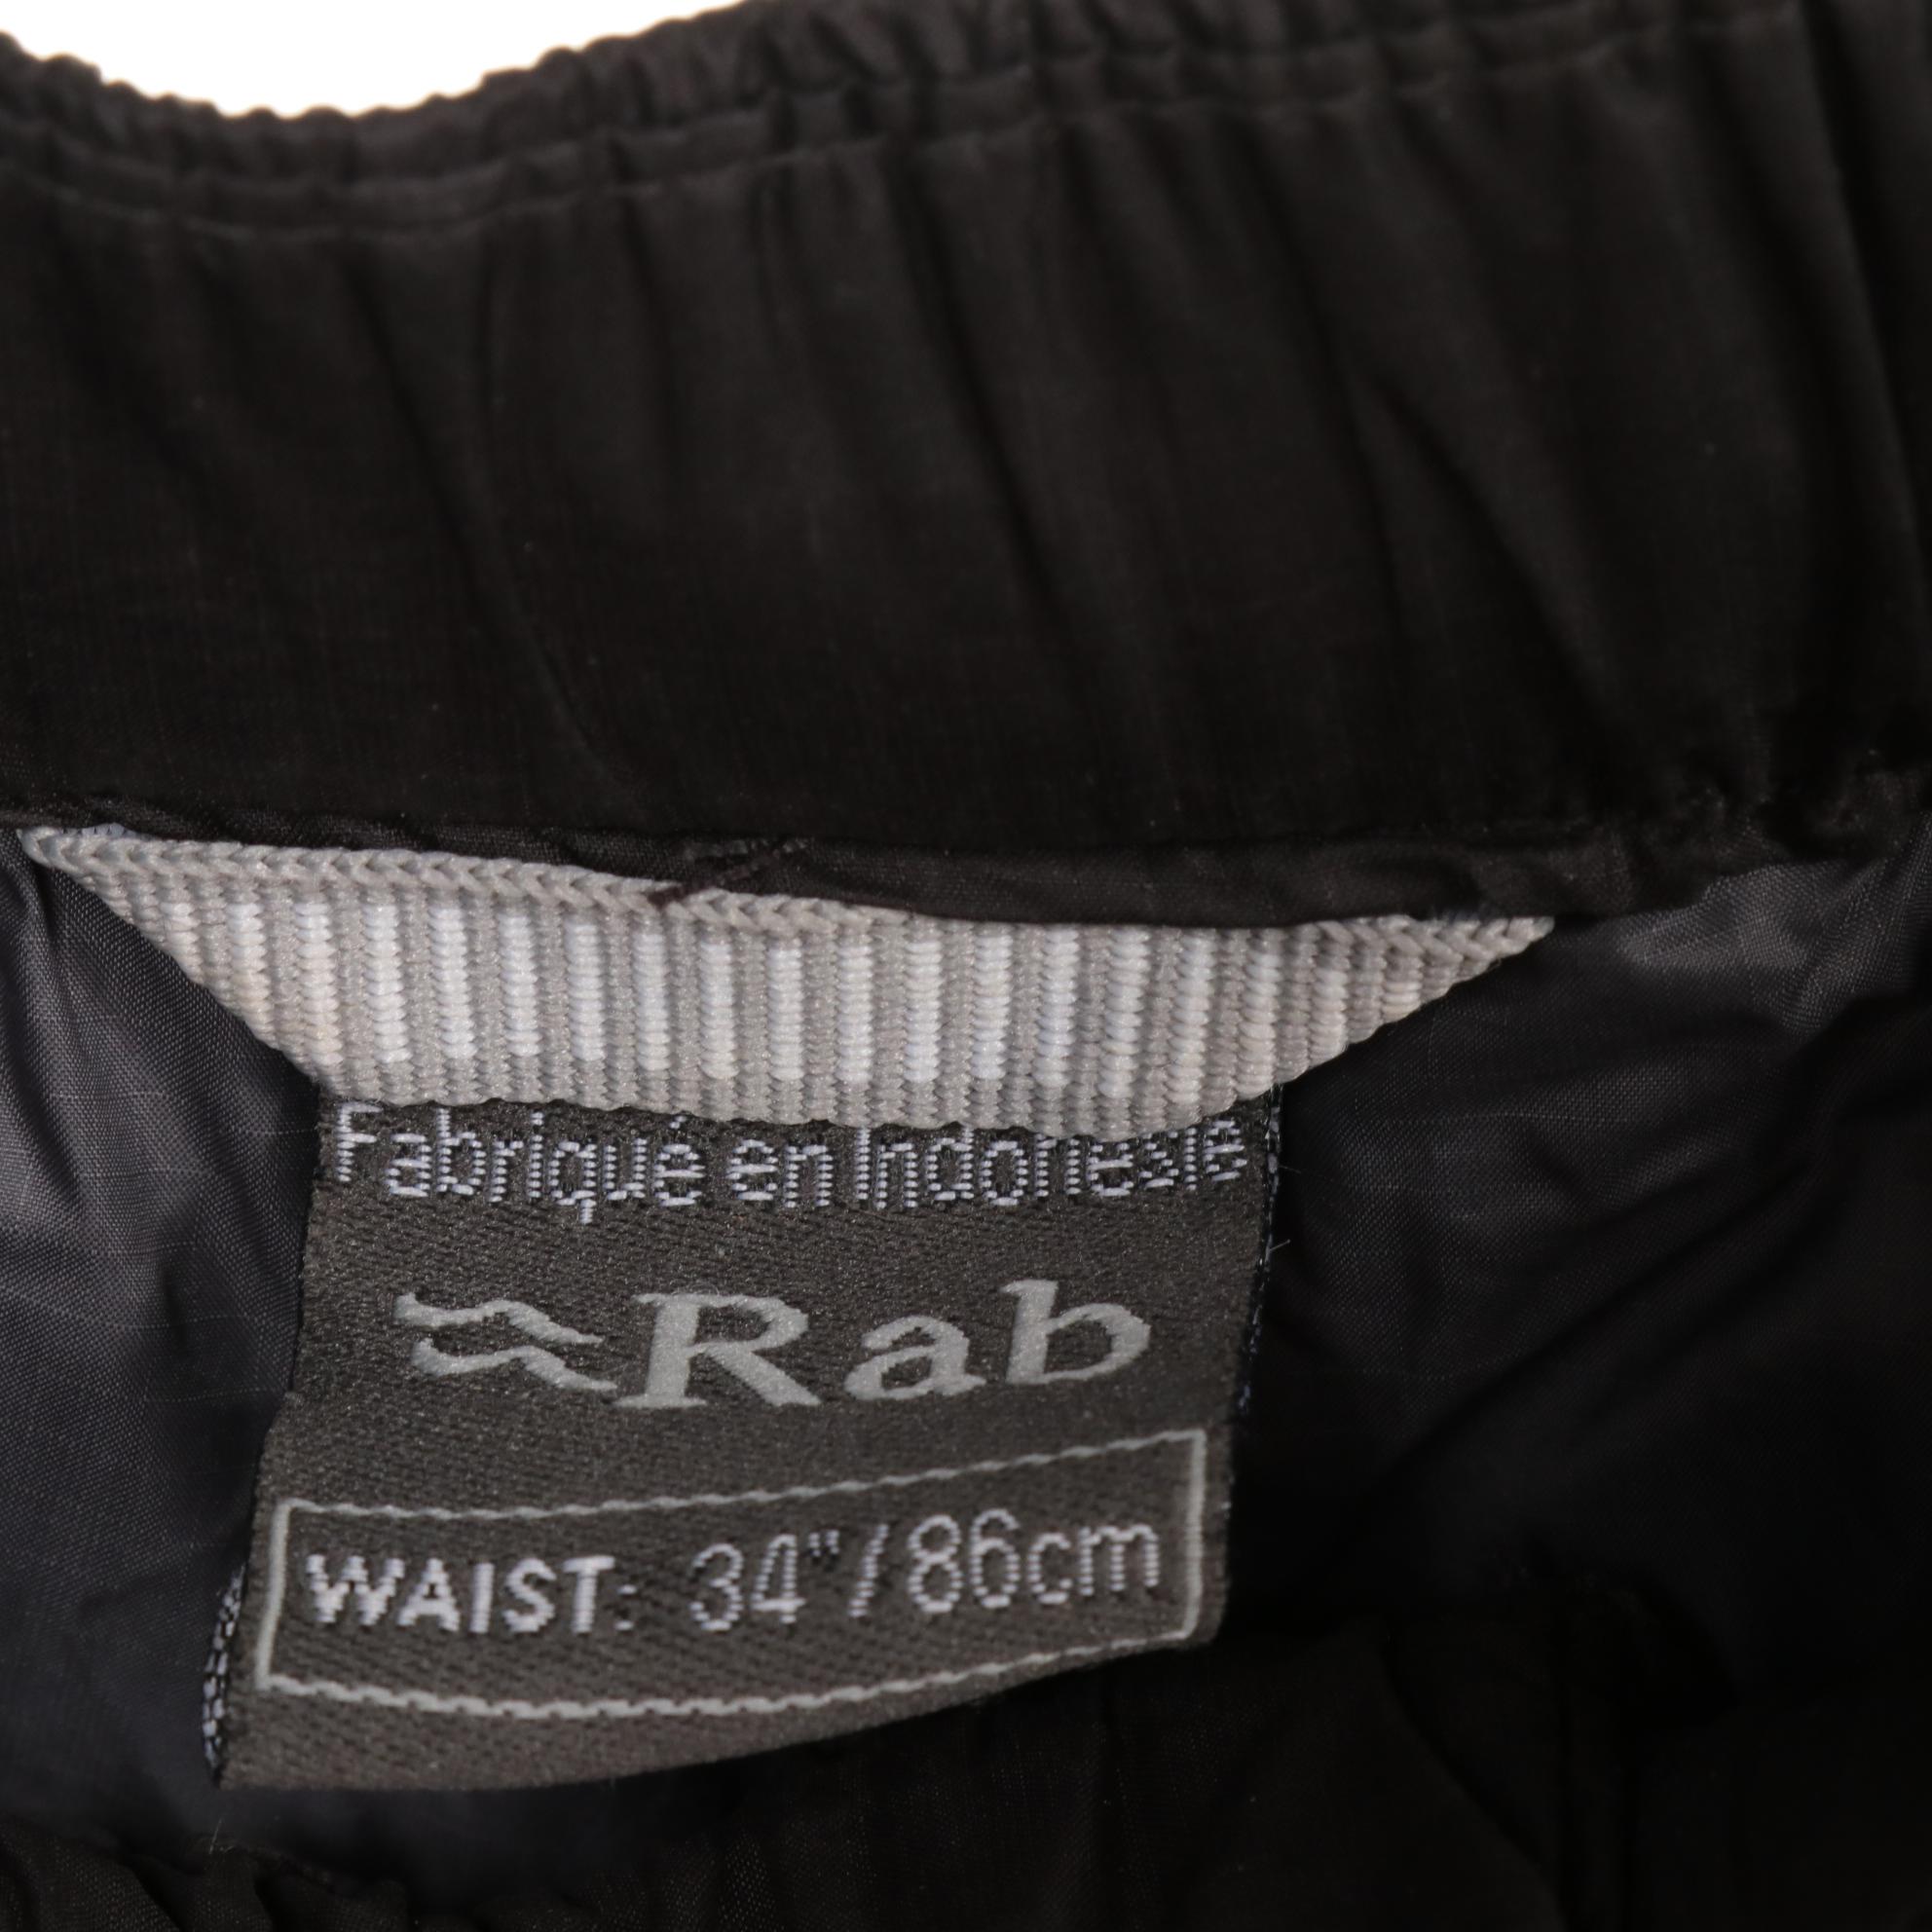 Fabriqué en Indonésie
Rab
WAIST: 34"/86cm